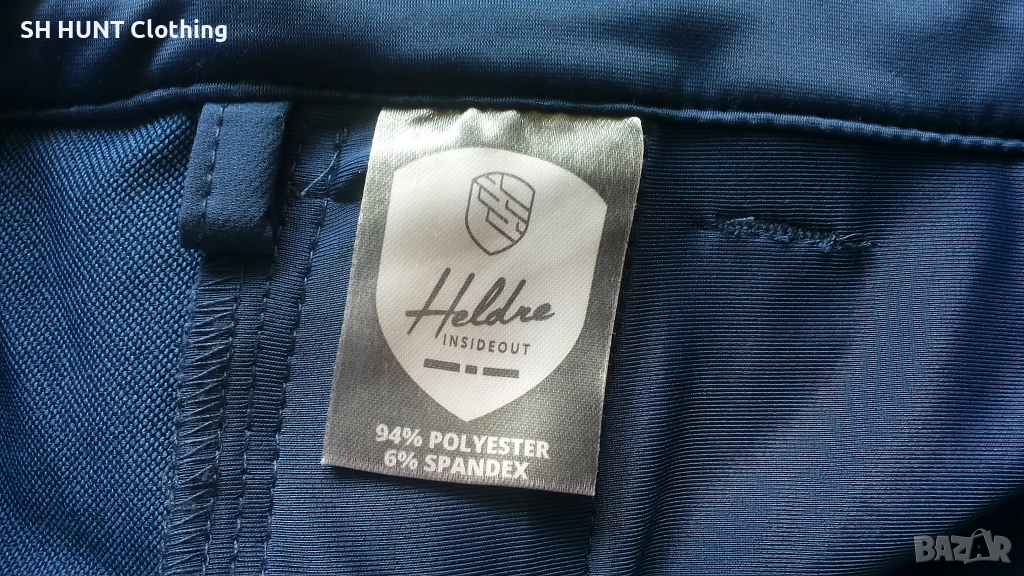 SH HUNT Clothing
Heldre
INSIDEOUT
94% POLYESTER
6% SPANDEX
BAZAR